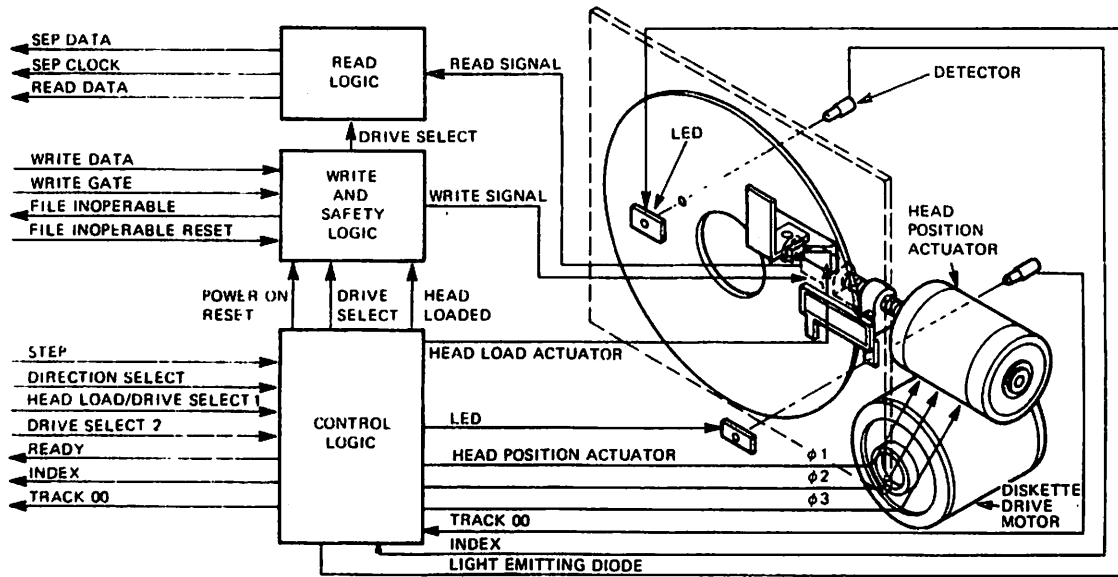 SEP DATA
SEP CLOCK
READ DATA
READ
LOGIC
READ SIGNAL
DRIVE SELECT
WRITE DATA
WRITE GATE
FILE INOPERABLE
FILE INOPERABLE RESET
WRITE
AND
SAFETY
LOGIC
WRITE SIGNAL
POWER ON
RESET
DRIVE
SELECT
HEAD
LOADED
STEP
DIRECTION SELECT
HEAD LOAD/DRIVE SELECT 1
DRIVE SELECT 2
READY
INDEX
TRACK 00
CONTROL
LOGIC
HEAD LOAD ACTUATOR
LED
HEAD POSITION ACTUATOR
φ1
φ2
φ3
TRACK 00
INDEX
LIGHT EMITTING DIODE
DETECTOR
LED
HEAD
POSITION
ACTUATOR
DISKETTE
DRIVE
MOTOR